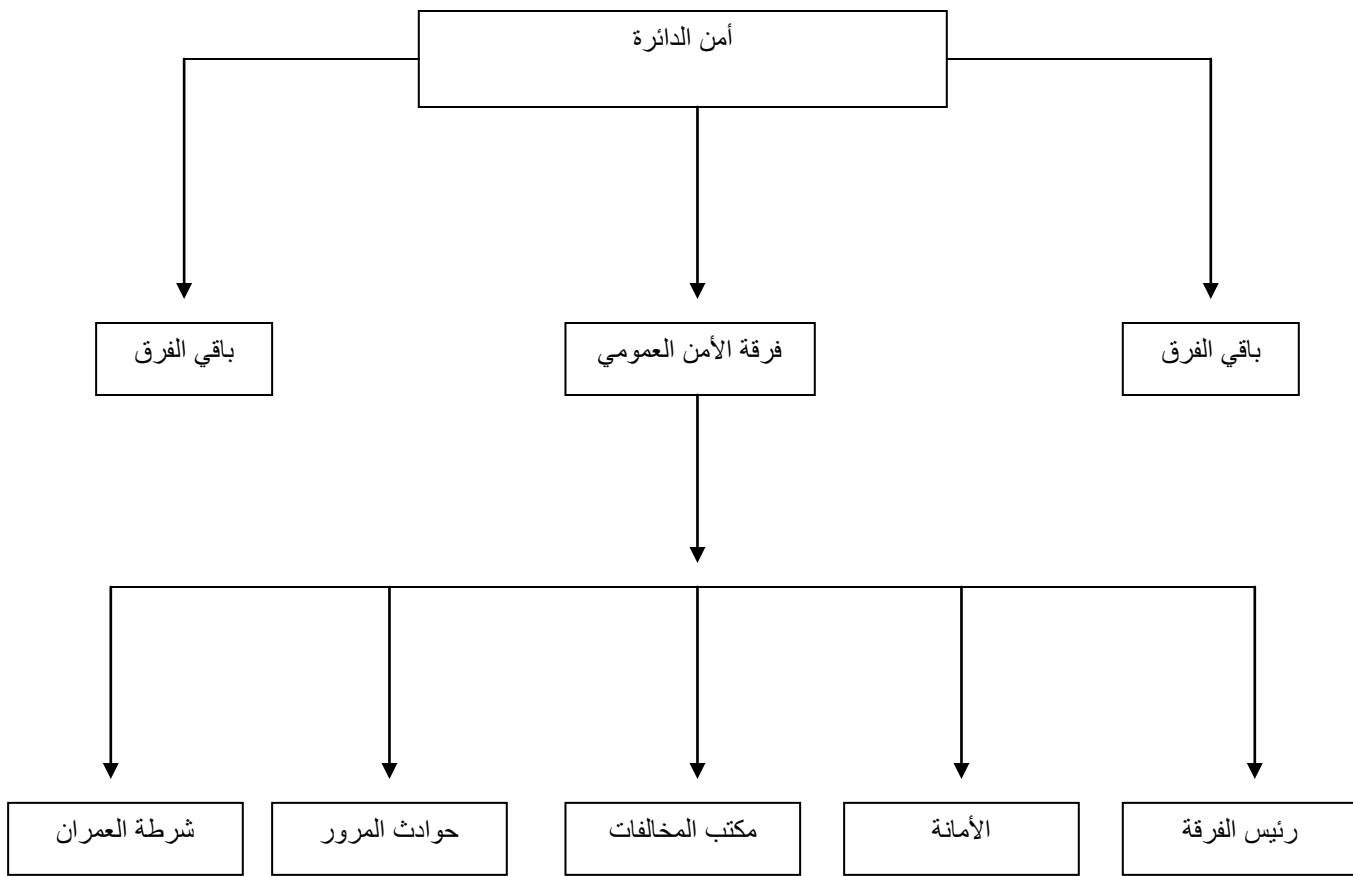 أمن الدائرة
باقي الفرق
فرقة الأمن العمومي
باقي الفرق
رئيس الفرقة
الأمانة
مكتب المخالفات
حوادث المرور
شرطة العمران